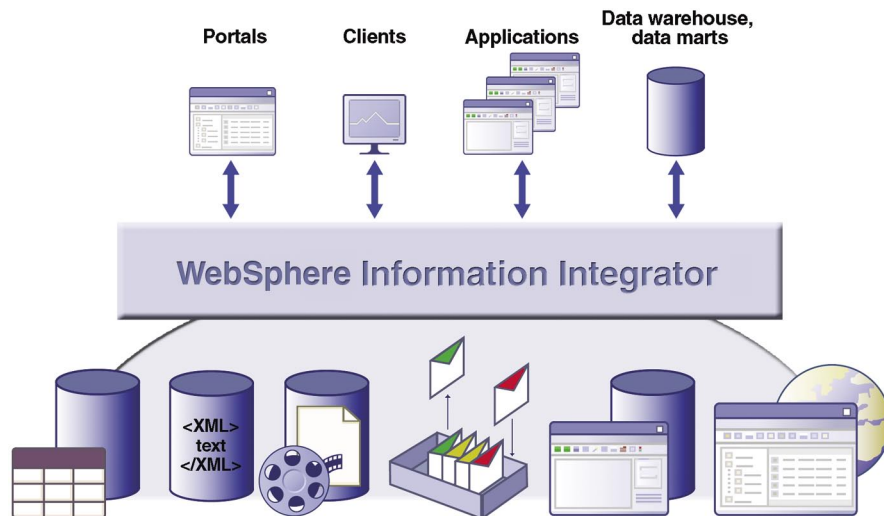 Portals
Clients
Applications
Data warehouse,
data marts
WebSphere Information Integrator
<XML>
text
</XML>